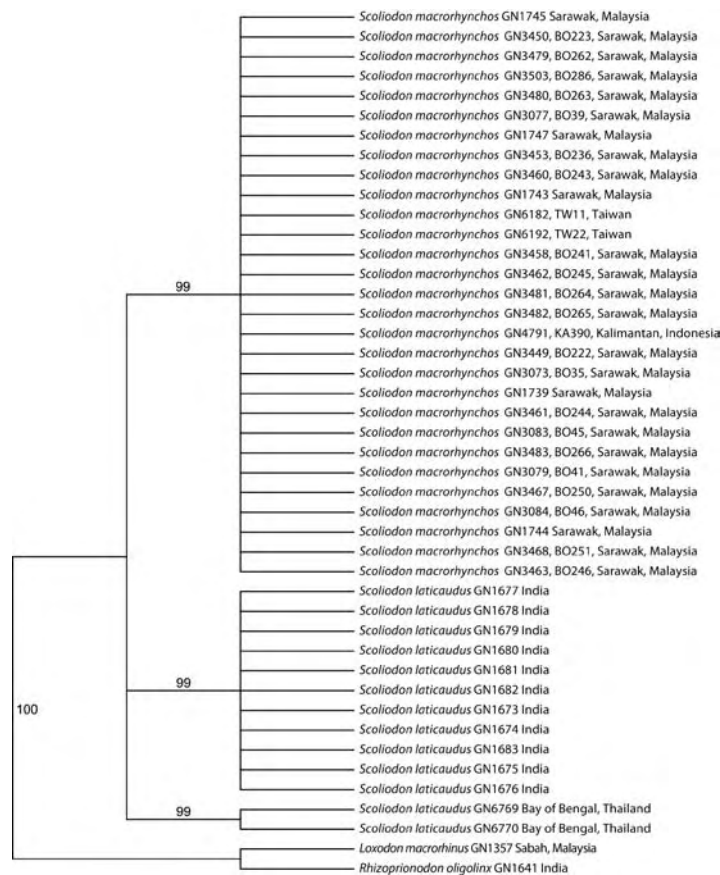 Scoliodon macrorhynchos GN1745 Sarawak, Malaysia
Scoliodon macrorhynchos GN3450, BO223, Sarawak, Malaysia
Scoliodon macrorhynchos GN3479, BO262, Sarawak, Malaysia
Scoliodon macrorhynchos GN3503, BO286, Sarawak, Malaysia
Scoliodon macrorhynchos GN3480, BO263, Sarawak, Malaysia
Scoliodon macrorhynchos GN3077, BO39, Sarawak, Malaysia
Scoliodon macrorhynchos GN1747 Sarawak, Malaysia
Scoliodon macrorhynchos GN3453, BO236, Sarawak, Malaysia
Scoliodon macrorhynchos GN3460, BO243, Sarawak, Malaysia
Scoliodon macrorhynchos GN1743 Sarawak, Malaysia
Scoliodon macrorhynchos GN6182, TW11, Taiwan
Scoliodon macrorhynchos GN6192, TW22, Taiwan
Scoliodon macrorhynchos GN3458, BO241, Sarawak, Malaysia
Scoliodon macrorhynchos GN3462, BO245, Sarawak, Malaysia
99
Scoliodon macrorhynchos GN3481, BO264, Sarawak, Malaysia
Scoliodon macrorhynchos GN3482, BO265, Sarawak, Malaysia
Scoliodon macrorhynchos GN4791, KA390, Kalimantan, Indonesia
Scoliodon macrorhynchos GN3449, BO222, Sarawak, Malaysia
Scoliodon macrorhynchos GN3073, BO35, Sarawak, Malaysia
Scoliodon macrorhynchos GN1739 Sarawak, Malaysia
Scoliodon macrorhynchos GN3461, BO244, Sarawak, Malaysia
Scoliodon macrorhynchos GN3083, BO45, Sarawak, Malaysia
Scoliodon macrorhynchos GN3483, BO266, Sarawak, Malaysia
Scoliodon macrorhynchos GN3079, BO41, Sarawak, Malaysia
Scoliodon macrorhynchos GN3467, BO250, Sarawak, Malaysia
Scoliodon macrorhynchos GN3084, BO46, Sarawak, Malaysia
Scoliodon macrorhynchos GN1744 Sarawak, Malaysia
Scoliodon macrorhynchos GN3468, BO251, Sarawak, Malaysia
Scoliodon macrorhynchos GN3463, BO246, Sarawak, Malaysia
Scoliodon laticaudus GN1677 India
Scoliodon laticaudus GN1678 India
Scoliodon laticaudus GN1679 India
Scoliodon laticaudus GN1680 India
Scoliodon laticaudus GN1681 India
99
Scoliodon laticaudus GN1682 India
Scoliodon laticaudus GN1673 India
100
Scoliodon laticaudus GN1674 India
Scoliodon laticaudus GN1683 India
Scoliodon laticaudus GN1675 India
Scoliodon laticaudus GN1676 India
99
Scoliodon laticaudus GN6769 Bay of Bengal, Thailand
Scoliodon laticaudus GN6770 Bay of Bengal, Thailand
Loxodon macrorhinus GN1357 Sabah, Malaysia
Rhizoprionodon oligolinx GN1641 India